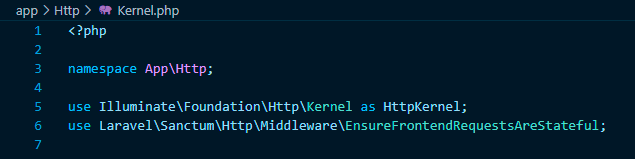 app > Http > Kernel.php
1 <?php
2
3 namespace App\Http;
4
5 use Illuminate\Foundation\Http\Kernel as HttpKernel;
6 use Laravel\Sanctum\Http\Middleware\EnsureFrontendRequestsAreStateful;
7